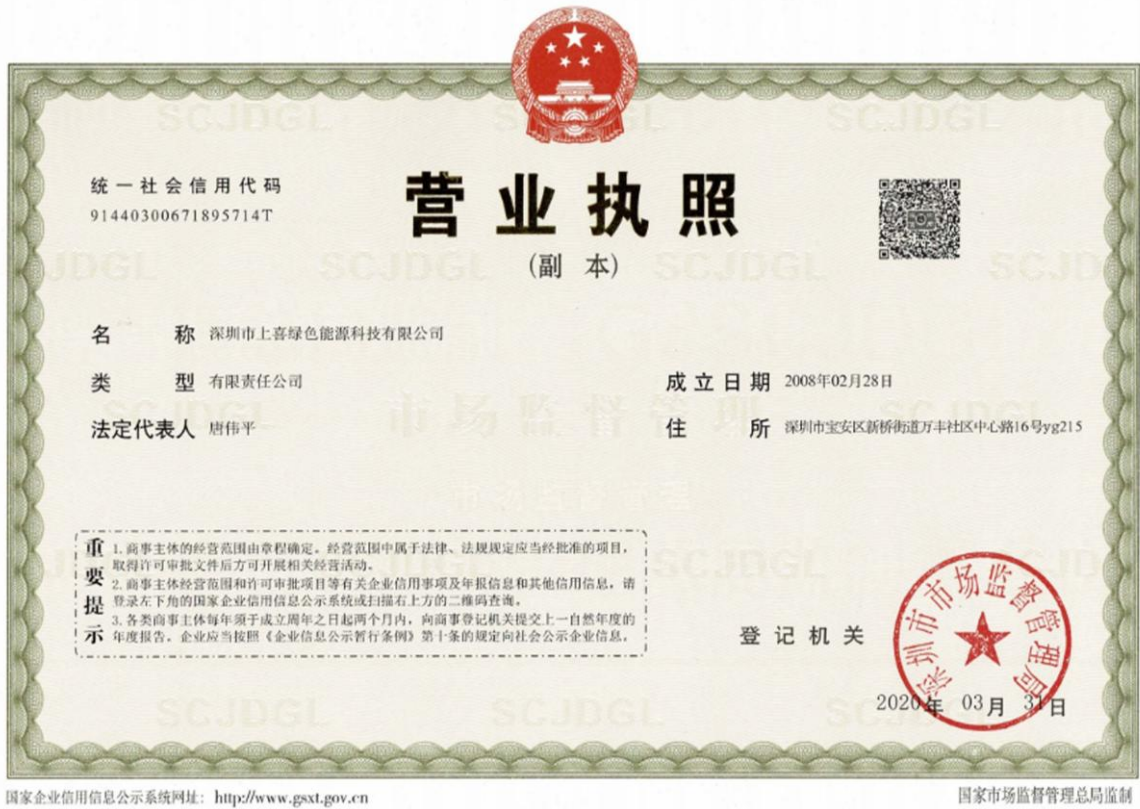 统一社会信用代码
91440300671895714T
营业执照
(副 本)
名 称 深圳市上喜绿色能源科技有限公司
类 型 有限责任公司
成立日期 2008年02月28日
法定代表人 唐伟平
住 所 深圳市宝安区新桥街道万丰社区中心路16号yg215
重要提示
1. 商事主体的经营范围由章程确定。经营范围中属于法律、法规规定应当经批准的项目，
取得许可审批文件后方可开展相关经营活动。
2. 商事主体经营范围和许可审批项目等有关企业信用事项及年报信息和其他信用信息，请
登录左下角的国家企业信用信息公示系统或扫描右上方的二维码查询。
3. 各类商事主体每年须于成立周年之日起两个月内，向商事登记机关提交上一自然年度的
年度报告。企业应当按照《企业信息公示暂行条例》第十条的规定向社会公示企业信息。
登记机关
深圳市市场监督管理局
2020年 03月 31日
国家企业信用信息公示系统网址：http://www.gsxt.gov.cn
国家市场监督管理总局监制
SCJDGL
市场监督管理